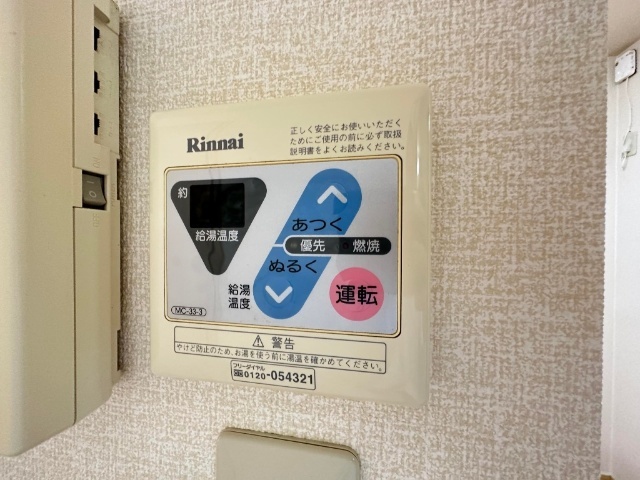 Rinnai
正しく安全にお使いいただく
ためにご使用の前に必ず取扱
説明書をよくお読みください。
約
給湯温度
あつく
優先 燃焼
ぬるく
給湯
温度
運転
MC-33-3
警告
やけど防止のため、お湯を使う前に湯温を確かめてください。
フリーダイヤル
0120-054321